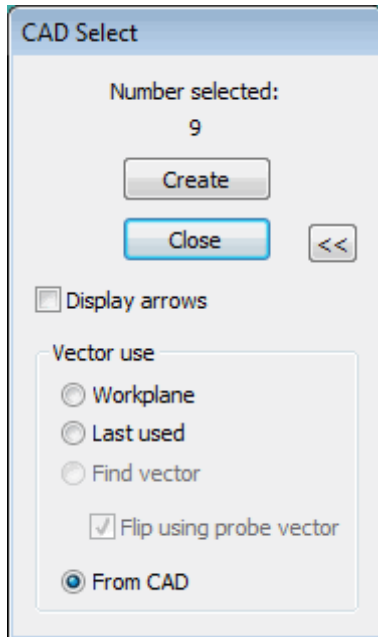 CAD Select
Number selected:
9
Create
Close
<<
Display arrows
Vector use
Workplane
Last used
Find vector
Flip using probe vector
From CAD